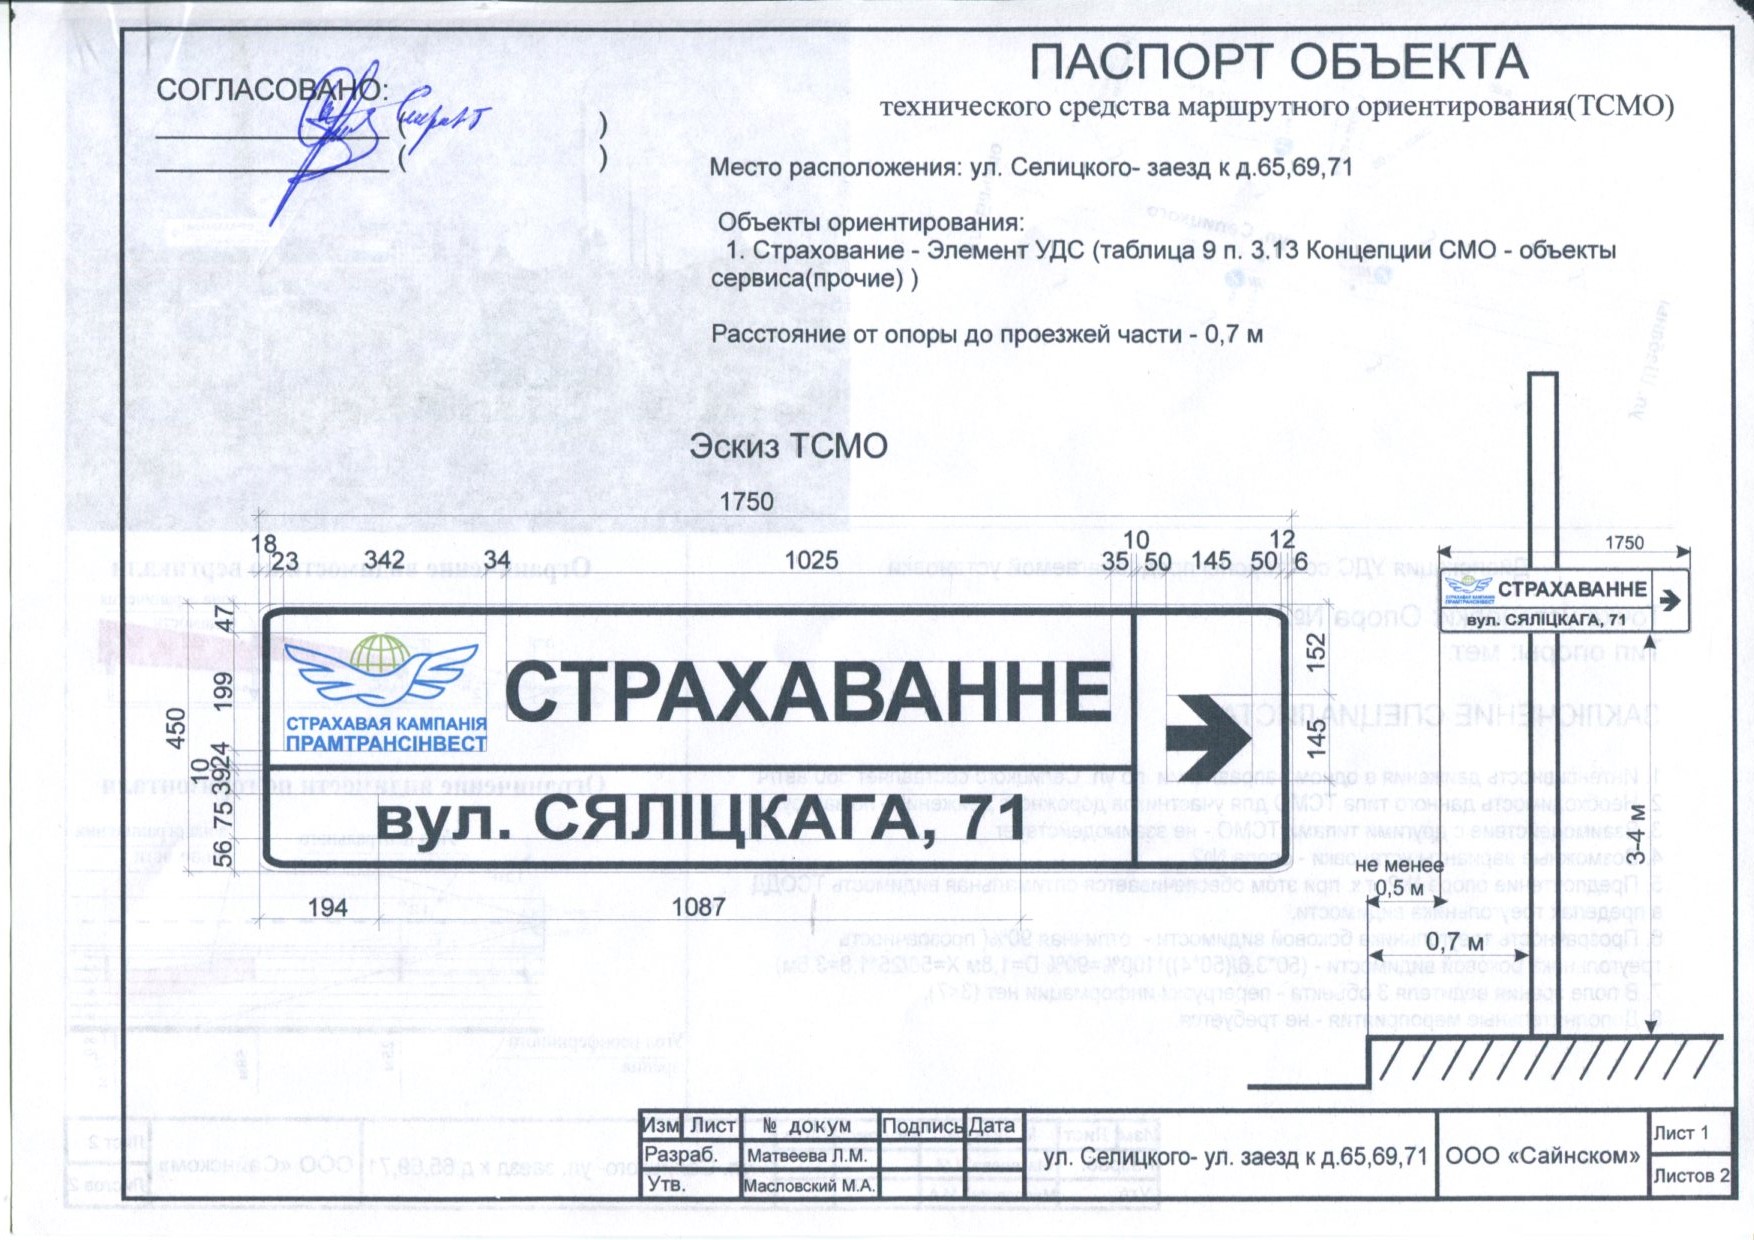 ПАСПОРТ ОБЪЕКТА
технического средства маршрутного ориентирования(ТСМО)
СОГЛАСОВАНО:
( )
( )
Место расположения: ул. Селицкого- заезд к д.65,69,71
Объекты ориентирования:
1. Страхование - Элемент УДС (таблица 9 п. 3.13 Концепции СМО - объекты
сервиса(прочие) )
Расстояние от опоры до проезжей части - 0,7 м
Эскиз ТСМО
1750
18 23 342 34 1025 35 10 50 145 50 12 6
47 199 24 10 39 75 56
450
152
145
СТРАХАВАЯ КАМПАНІЯ
ПРАМТРАНСІНВЕСТ
СТРАХАВАННЕ
вул. СЯЛІЦКАГА, 71
194 1087
1750
СТРАХАВАЯ КАМПАНІЯ
ПРАМТРАНСІНВЕСТ
СТРАХАВАННЕ
вул. СЯЛІЦКАГА, 71
3-4 м
не менее
0,5 м
0,7 м
Изм Лист № докум Подпись Дата
Разраб. Матвеева Л.М.
Утв. Масловский М.А.
ул. Селицкого- ул. заезд к д.65,69,71
ООО «Сайнском»
Лист 1
Листов 2